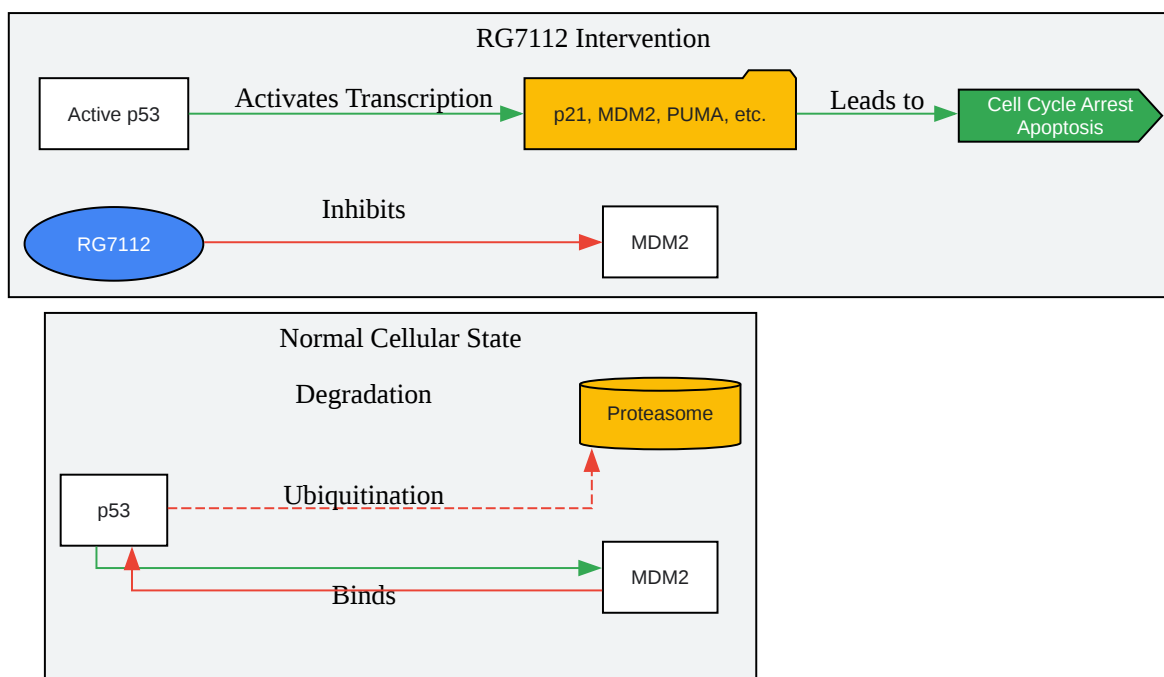 RG7112 Intervention
Active p53
Activates Transcription
p21, MDM2, PUMA, etc.
Leads to
Cell Cycle Arrest
Apoptosis
RG7112
Inhibits
MDM2
Normal Cellular State
Degradation
Proteasome
p53
Ubiquitination
MDM2
Binds